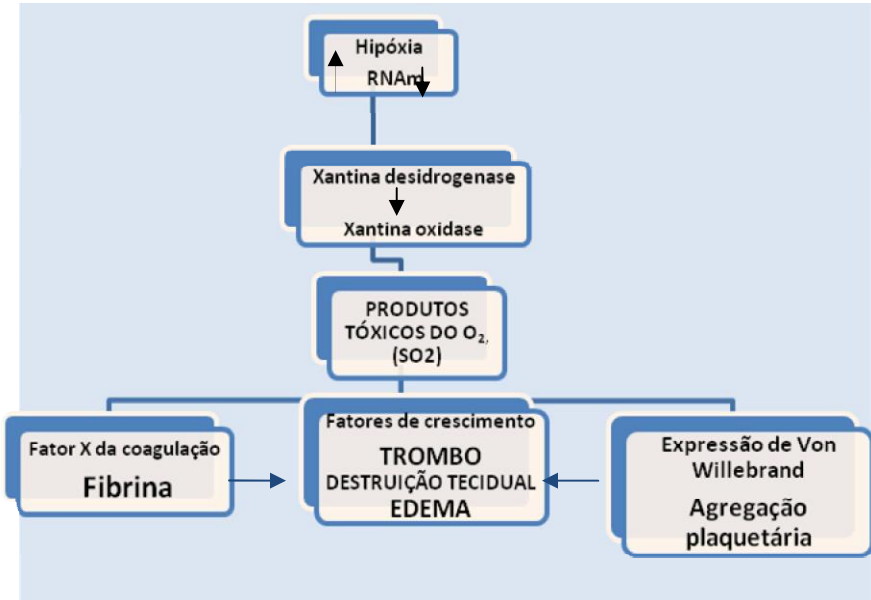 Hipóxia
RNAm
Xantina desidrogenase
Xantina oxidase
PRODUTOS
TÓXICOS DO O₂,
(SO2)
Fator X da coagulação
Fibrina
Fatores de crescimento
TROMBO
DESTRUIÇÃO TECIDUAL
EDEMA
Expressão de Von
Willebrand
Agregação
plaquetária